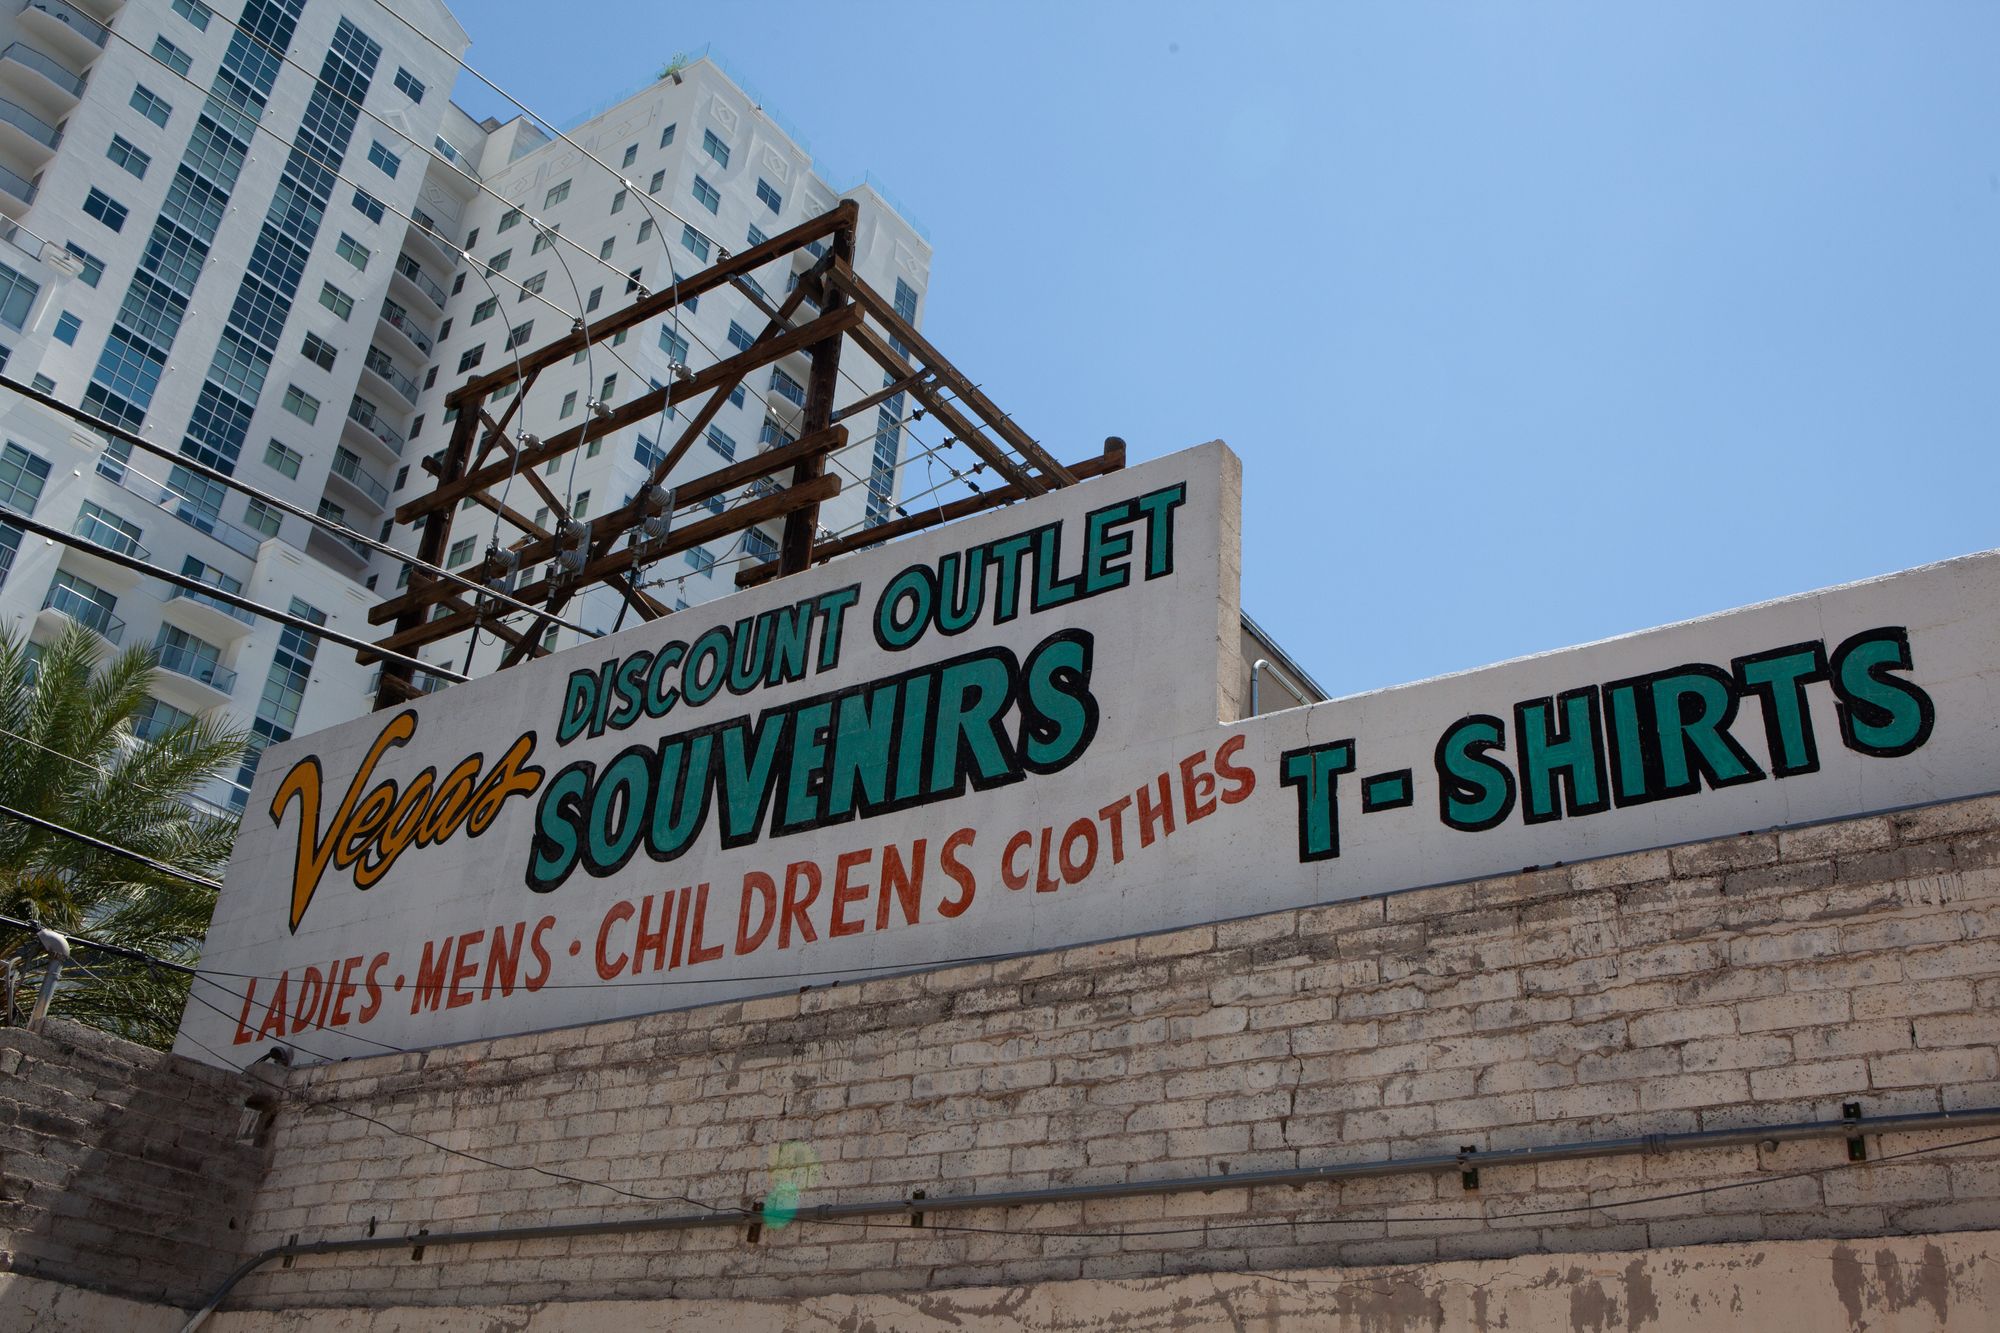 DISCOUNT OUTLET
Vegas SOUVENIRS
T-SHIRTS
LADIES · MENS · CHILDRENS CLOTHES